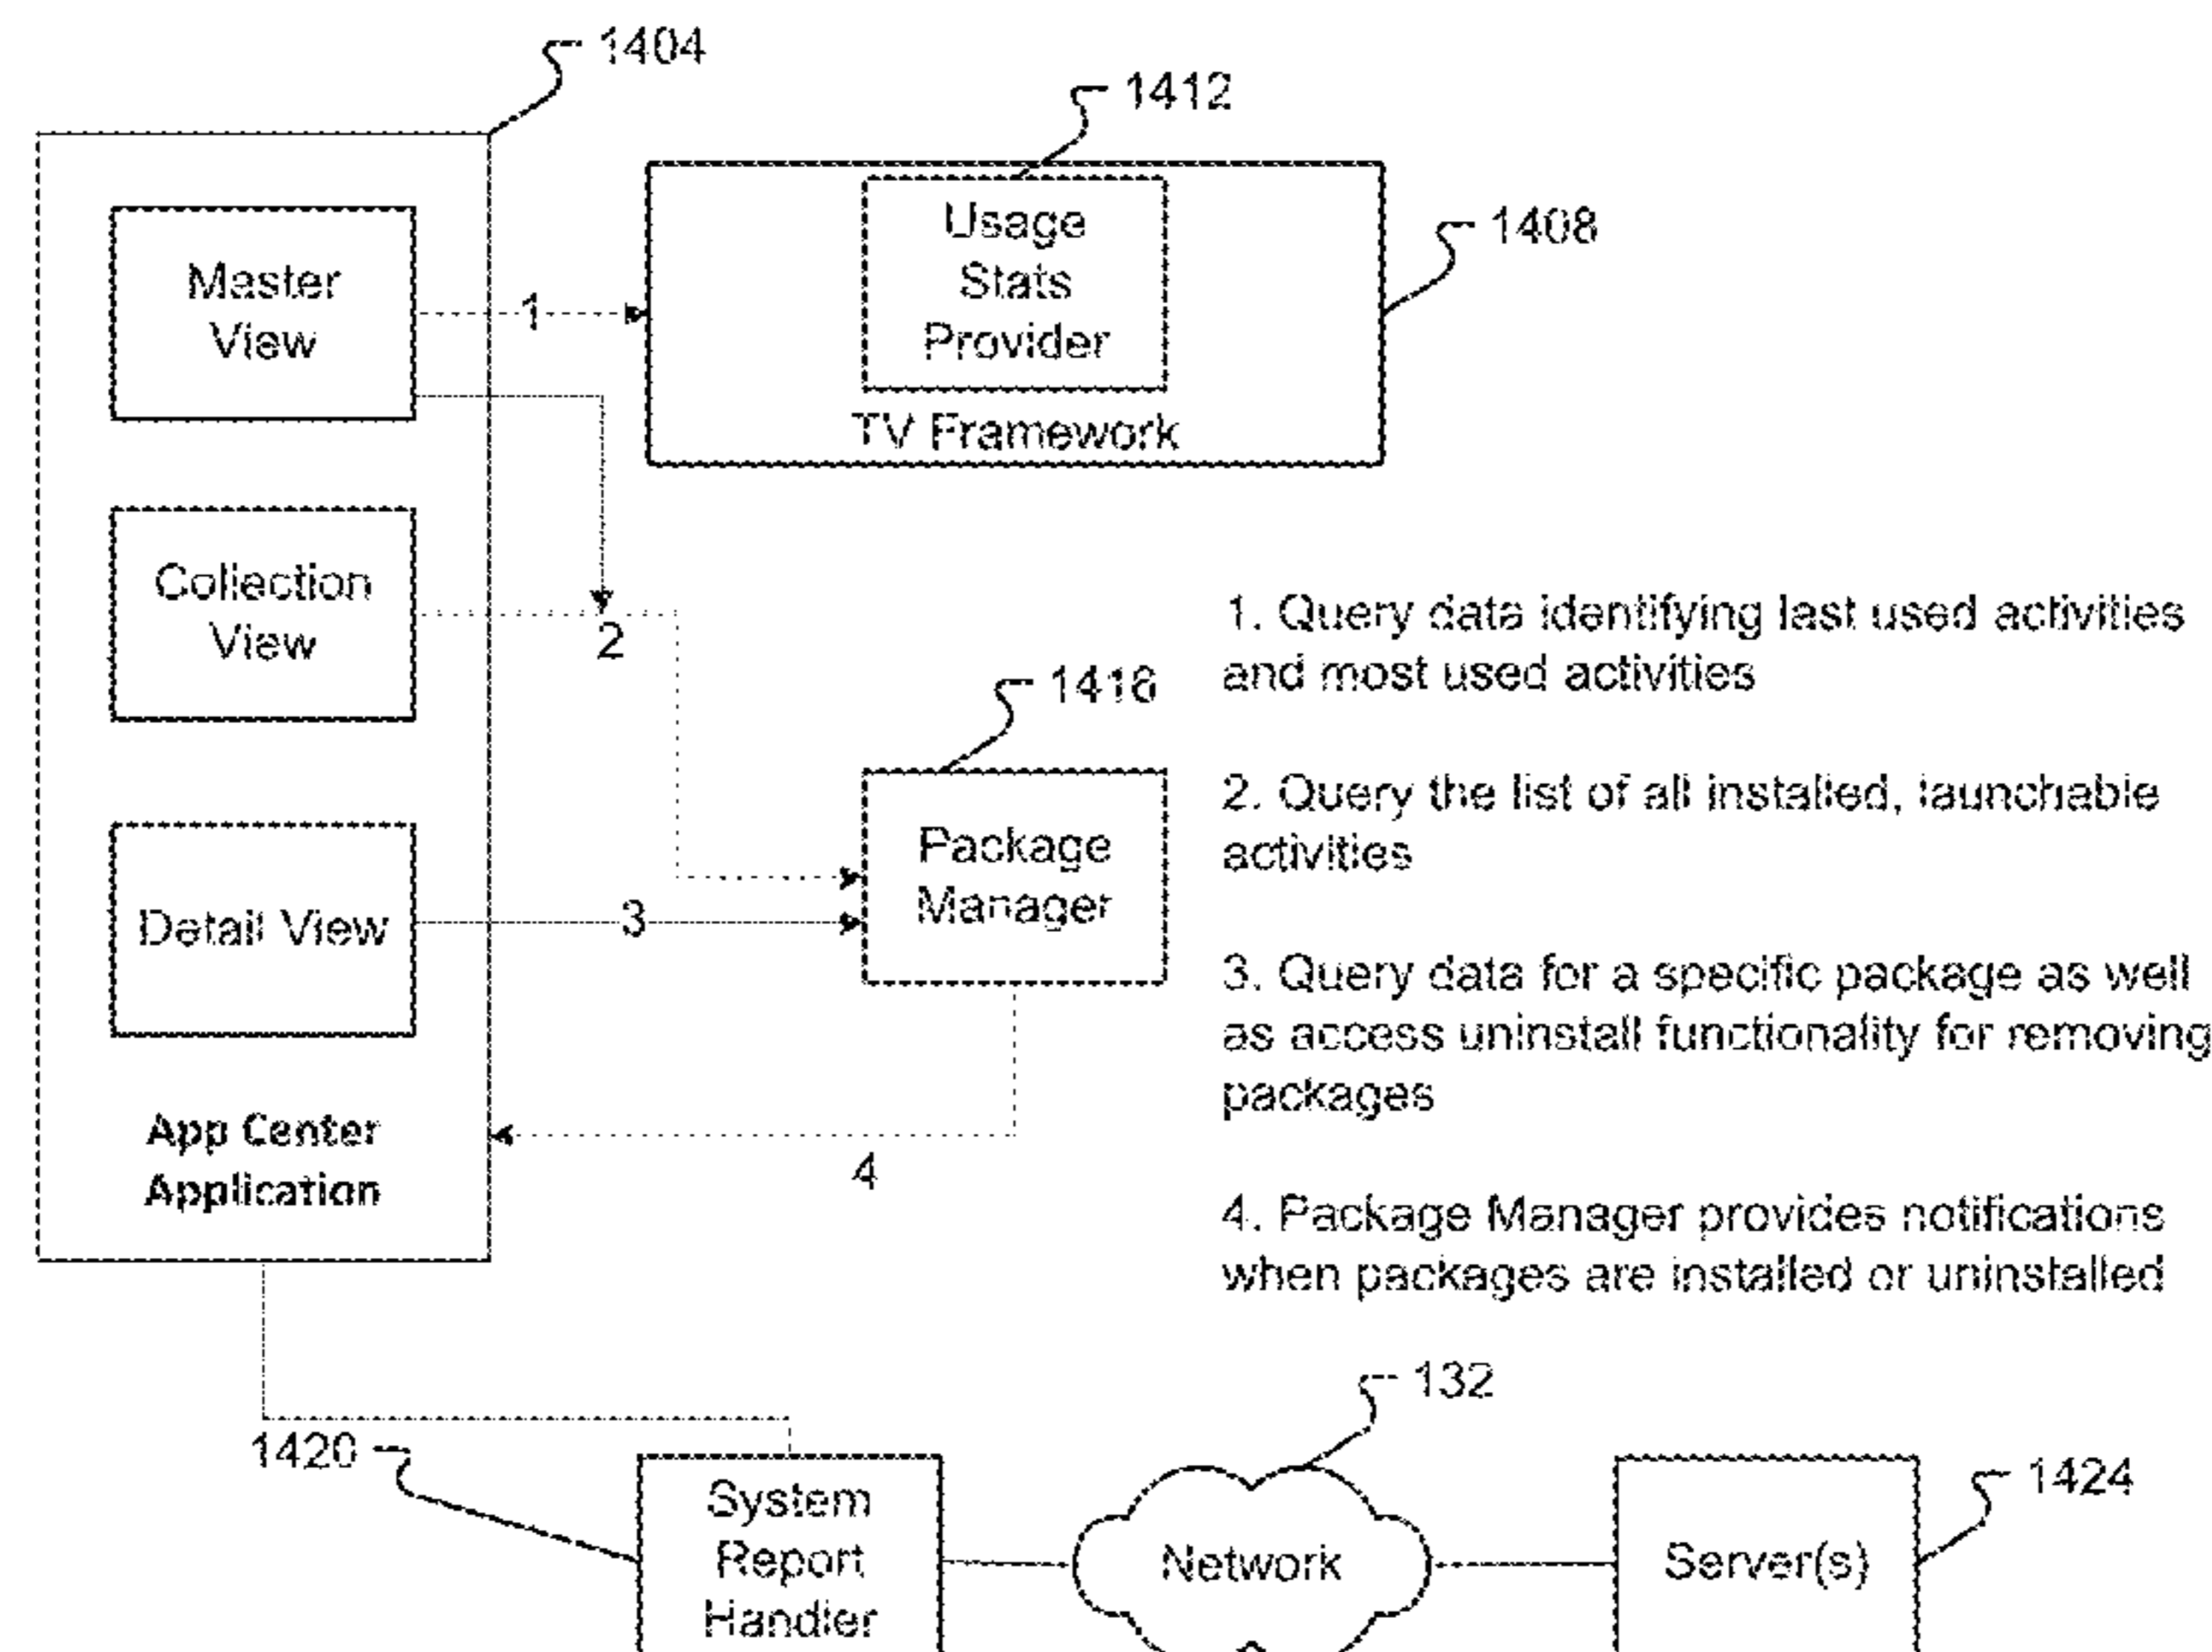 1404
1412
1408
Usage
Stats
Provider
TV Framework
Master
View
1
Collection
View
2
1416
Package
Manager
Detail View
3
App Center
Application
4
1. Query data identifying last used activities
and most used activities
2. Query the list of all installed, launchable
activities
3. Query data for a specific package as well
as access uninstall functionality for removing
packages
4. Package Manager provides notifications
when packages are installed or uninstalled
132
1420
1424
System
Report
Handler
Network
Server(s)